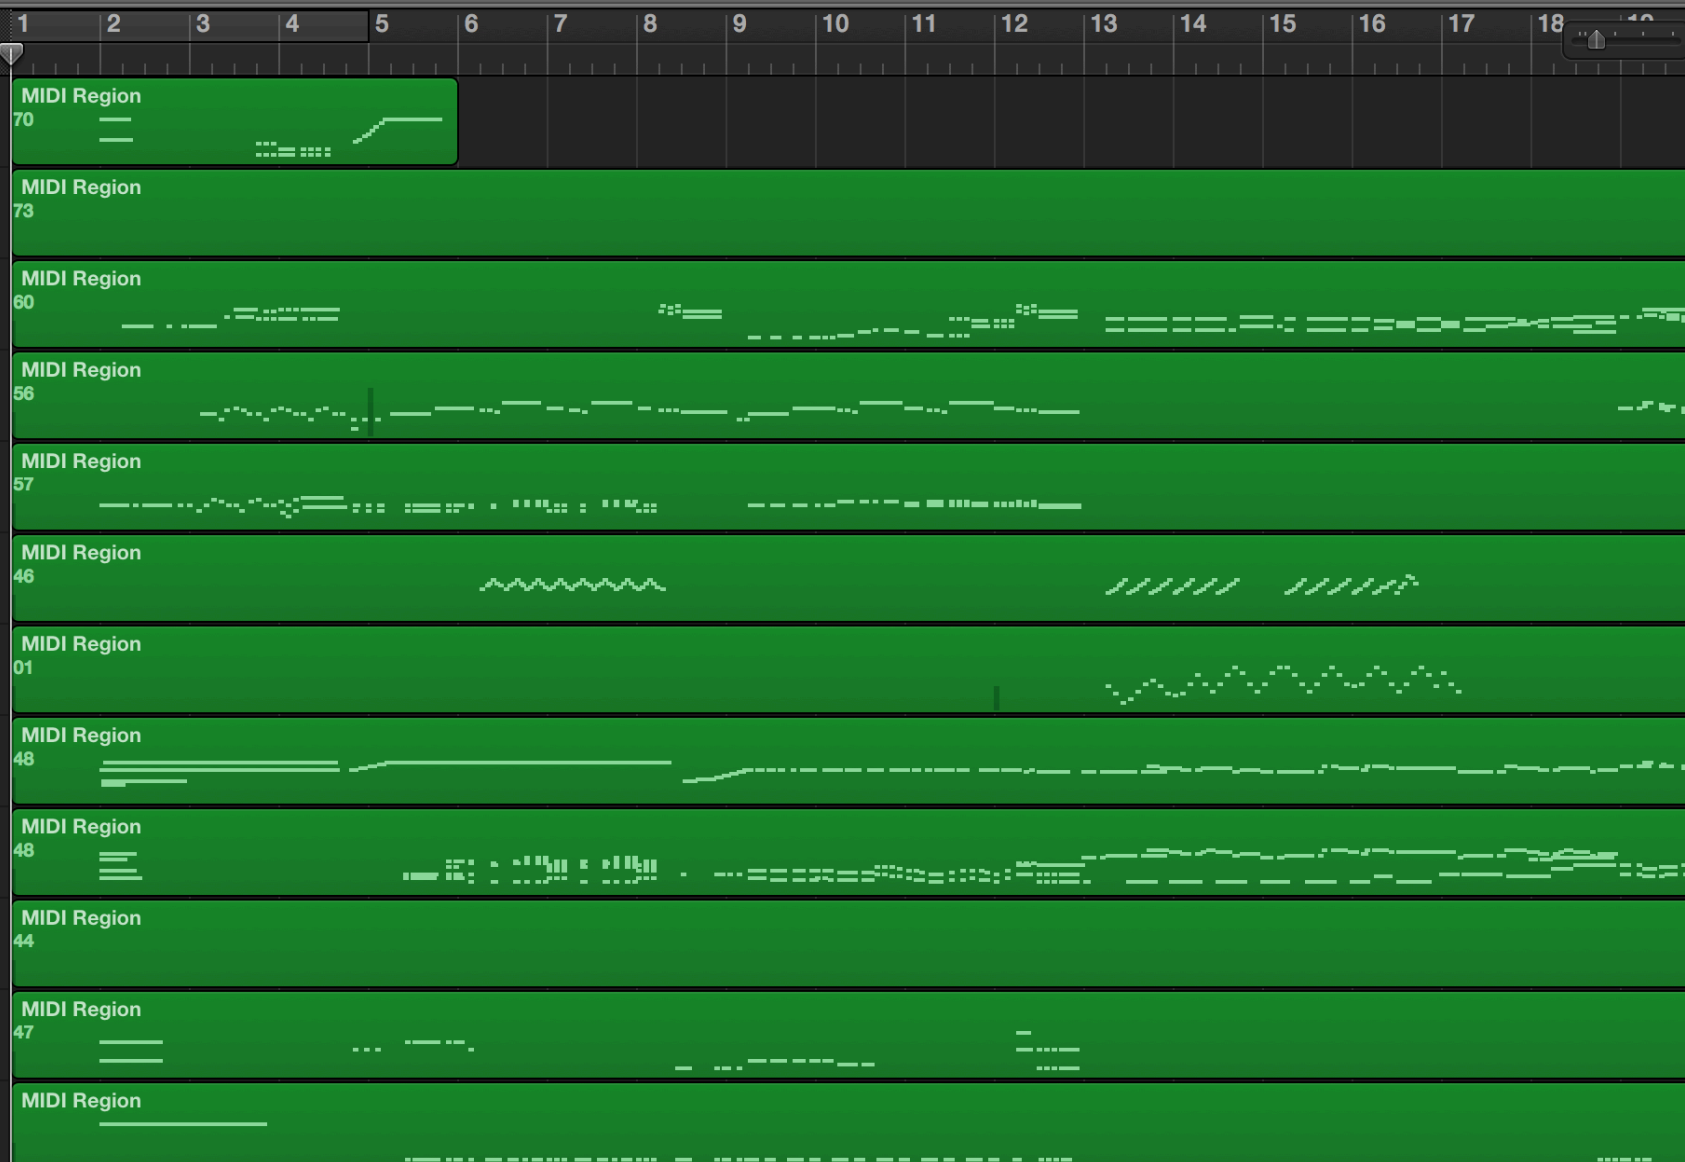 1 2 3 4 5 6 7 8 9 10 11 12 13 14 15 16 17 18 19
MIDI Region
70
MIDI Region
73
MIDI Region
60
MIDI Region
56
MIDI Region
57
MIDI Region
46
MIDI Region
01
MIDI Region
48
MIDI Region
48
MIDI Region
44
MIDI Region
47
MIDI Region